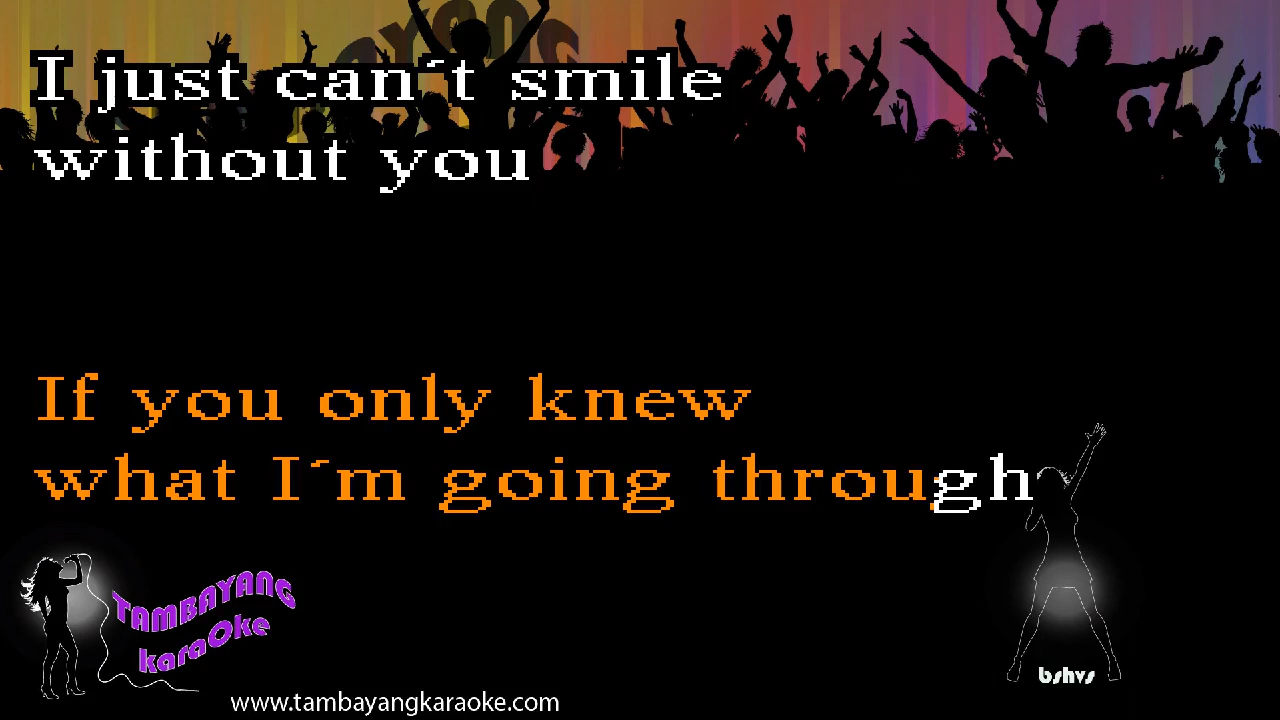 I just can´t smile
without you
If you only knew
what I´m going through
TAMBAYANG
karaOke
bshvs
www.tambayangkaraoke.com